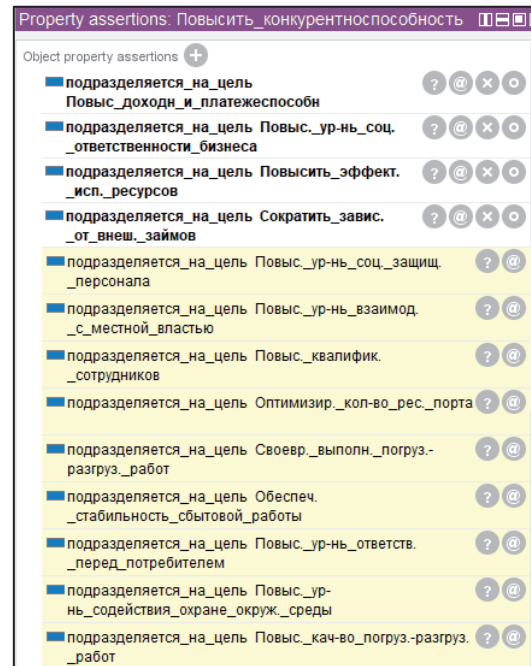 Property assertions: Повысить_конкурентноспособность
Object property assertions
подразделяется_на_цель
Повыс_доходн_и_платежеспособн
подразделяется_на_цель Повыс._ур-нь_соц.
_ответственности_бизнеса
подразделяется_на_цель Повысить_эффект.
_исп._ресурсов
подразделяется_на_цель Сократить_завис.
_от_внеш._займов
подразделяется_на_цель Повыс._ур-нь_соц._защищ.
_персонала
подразделяется_на_цель Повыс._ур-нь_взаимод.
_с_местной_властью
подразделяется_на_цель Повыс._квалифик.
_сотрудников
подразделяется_на_цель Оптимизир._кол-во_рес._порта
подразделяется_на_цель Своевр._выполн._погруз.-
разгруз._работ
подразделяется_на_цель Обеспеч.
_стабильность_сбытовой_работы
подразделяется_на_цель Повыс._ур-нь_ответств.
_перед_потребителем
подразделяется_на_цель Повыс._ур-
нь_содействия_охране_окруж._среды
подразделяется_на_цель Повыс._кач-во_погруз.-разгруз.
_работ